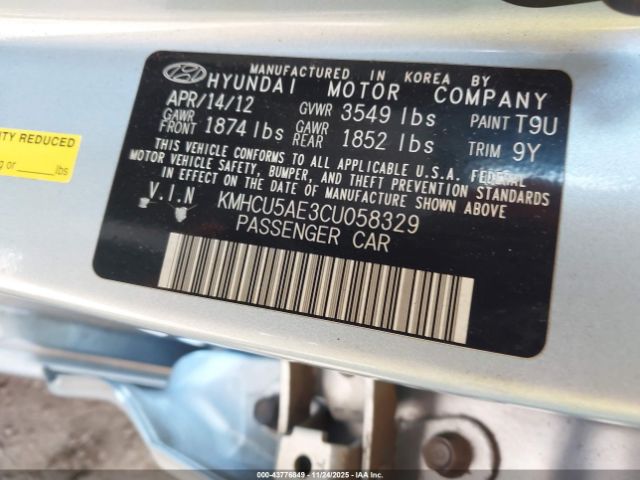 MANUFACTURED IN KOREA BY
HYUNDAI MOTOR COMPANY
APR/14/12 GVWR 3549 lbs PAINT T9U
GAWR FRONT 1874 lbs GAWR REAR 1852 lbs TRIM 9Y
THIS VEHICLE CONFORMS TO ALL APPLICABLE U.S.A. FEDERAL
MOTOR VEHICLE SAFETY, BUMPER, AND THEFT PREVENTION STANDARDS
IN EFFECT ON THE DATE OF MANUFACTURE SHOWN ABOVE
V.I.N KMHCU5AE3CU058329
PASSENGER CAR
REDUCED
or lbs
000-43776849 11/24/2025 IAAI.com